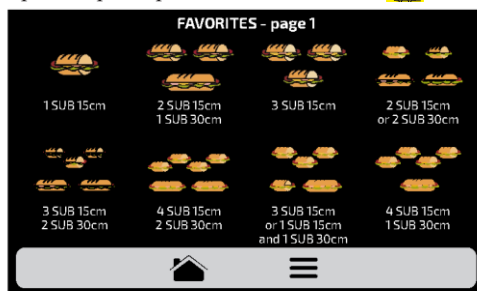 FAVORITES - page 1
1 SUB 15cm
2 SUB 15cm
1 SUB 30cm
3 SUB 15cm
2 SUB 15cm
or 2 SUB 30cm
3 SUB 15cm
2 SUB 30cm
4 SUB 15cm
2 SUB 30cm
3 SUB 15cm
or 1 SUB 15cm
and 1 SUB 30cm
4 SUB 15cm
1 SUB 30cm